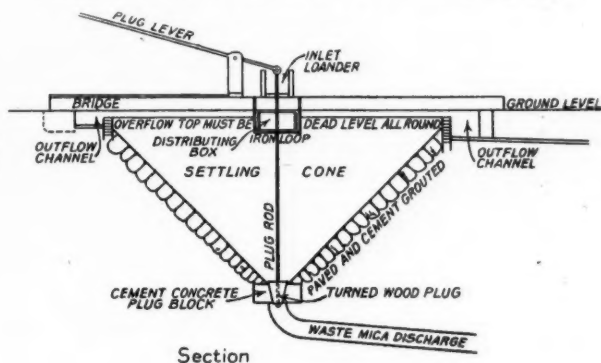 PLUG LEVER
INLET
LOANDER
BRIDGE
GROUND LEVEL
OVERFLOW TOP MUST BE
DEAD LEVEL ALL ROUND
DISTRIBUTING
BOX
IRON LOOP
OUTFLOW
CHANNEL
OUTFLOW
CHANNEL
SETTLING CONE
PLUG ROD
PAVED AND CEMENT GROUTED
CEMENT CONCRETE
PLUG BLOCK
TURNED WOOD PLUG
WASTE MICA DISCHARGE
Section